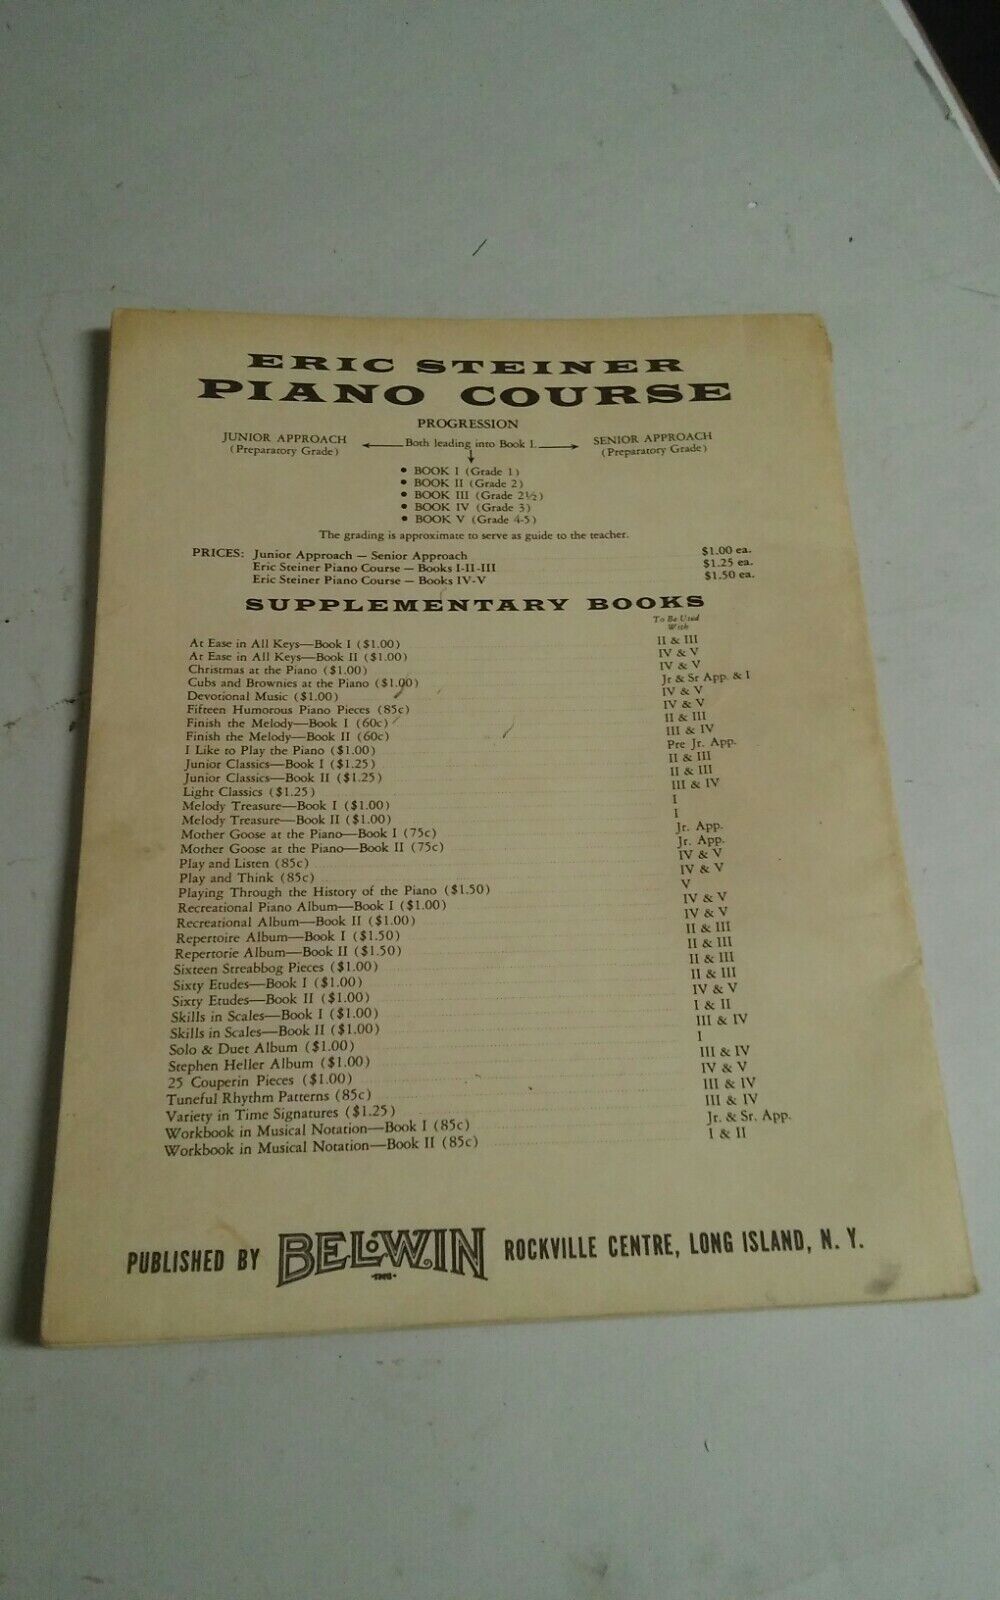 ERIC STEINER
PIANO COURSE
PROGRESSION
JUNIOR APPROACH Both leading into Book I. SENIOR APPROACH
(Preparatory Grade) (Preparatory Grade)
• BOOK I (Grade 1)
• BOOK II (Grade 2)
• BOOK III (Grade 2½)
• BOOK IV (Grade 3)
• BOOK V (Grade 4-5)
The grading is approximate to serve as guide to the teacher.
PRICES: Junior Approach — Senior Approach $1.00 ea.
Eric Steiner Piano Course — Books I-II-III $1.25 ea.
Eric Steiner Piano Course — Books IV-V $1.50 ea.
SUPPLEMENTARY BOOKS
To Be Used
With
At Ease in All Keys—Book I ($1.00) II & III
At Ease in All Keys—Book II ($1.00) IV & V
Christmas at the Piano ($1.00) IV & V
Cubs and Brownies at the Piano ($1.00) Jr & Sr App. & I
Devotional Music ($1.00) IV & V
Fifteen Humorous Piano Pieces (85c) IV & V
Finish the Melody—Book I (60c) II & III
Finish the Melody—Book II (60c) III & IV
I Like to Play the Piano ($1.00) Pre Jr. App.
Junior Classics—Book I ($1.25) II & III
Junior Classics—Book II ($1.25) II & III
Light Classics ($1.25) III & IV
Melody Treasure—Book I ($1.00) I
Melody Treasure—Book II ($1.00) I
Mother Goose at the Piano—Book I (75c) Jr. App.
Mother Goose at the Piano—Book II (75c) Jr. App.
Play and Listen (85c) IV & V
Play and Think (85c) IV & V
Playing Through the History of the Piano ($1.50) V
Recreational Piano Album—Book I ($1.00) IV & V
Recreational Album—Book II ($1.00) IV & V
Repertoire Album—Book I ($1.50) II & III
Repertorie Album—Book II ($1.50) II & III
Sixteen Streabbog Pieces ($1.00) II & III
Sixty Etudes—Book I ($1.00) II & III
Sixty Etudes—Book II ($1.00) IV & V
Skills in Scales—Book I ($1.00) I & II
Skills in Scales—Book II ($1.00) III & IV
Solo & Duet Album ($1.00) I
Stephen Heller Album ($1.00) III & IV
25 Couperin Pieces ($1.00) IV & V
Tuneful Rhythm Patterns (85c) III & IV
Variety in Time Signatures ($1.25) III & IV
Workbook in Musical Notation—Book I (85c) Jr. & Sr. App.
Workbook in Musical Notation—Book II (85c) I & II
PUBLISHED BY BELWIN INC. ROCKVILLE CENTRE, LONG ISLAND, N. Y.